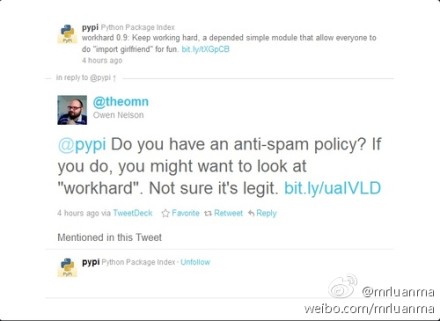 pypi Python Package Index
workhard 0.9: Keep working hard, a depended simple module that allow everyone to
do "import girlfriend" for fun. bit.ly/tXGpCB
4 hours ago
in reply to @pypi ↑
@theomn
Owen Nelson
@pypi Do you have an anti-spam policy? If
you do, you might want to look at
"workhard". Not sure it's legit. bit.ly/uaIVLD
4 hours ago via TweetDeck ☆ Favorite Retweet Reply
Mentioned in this Tweet
pypi Python Package Index · Unfollow
@mrluanma
weibo.com/mrluanma